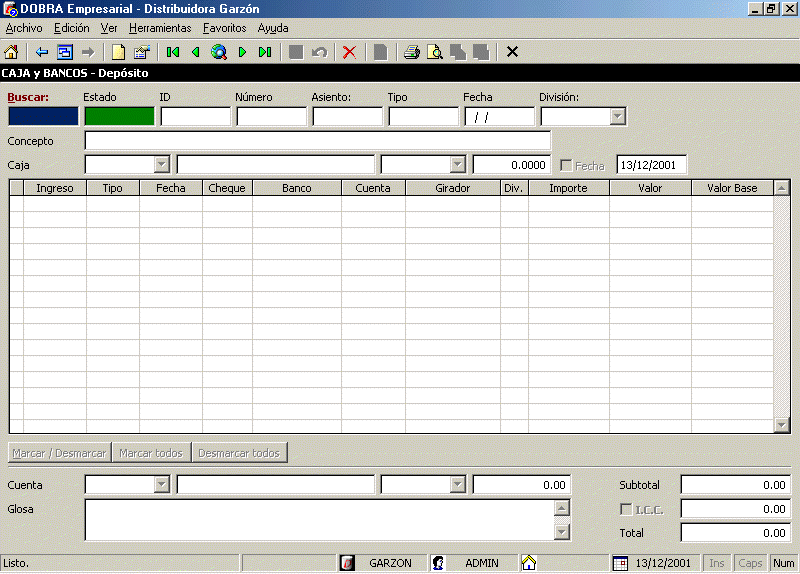 DOBRA Empresarial - Distribuidora Garzón
Archivo Edición Ver Herramientas Favoritos Ayuda
CAJA y BANCOS - Depósito
Buscar: Estado ID Número Asiento: Tipo Fecha División:
/ /
Concepto
Caja 0.0000 Fecha 13/12/2001
Ingreso Tipo Fecha Cheque Banco Cuenta Girador Div. Importe Valor Valor Base
Marcar / Desmarcar Marcar todos Desmarcar todos
Cuenta 0.00 Subtotal 0.00
Glosa I.C.C. 0.00
Total 0.00
Listo. GARZON ADMIN 13/12/2001 Ins Caps Num